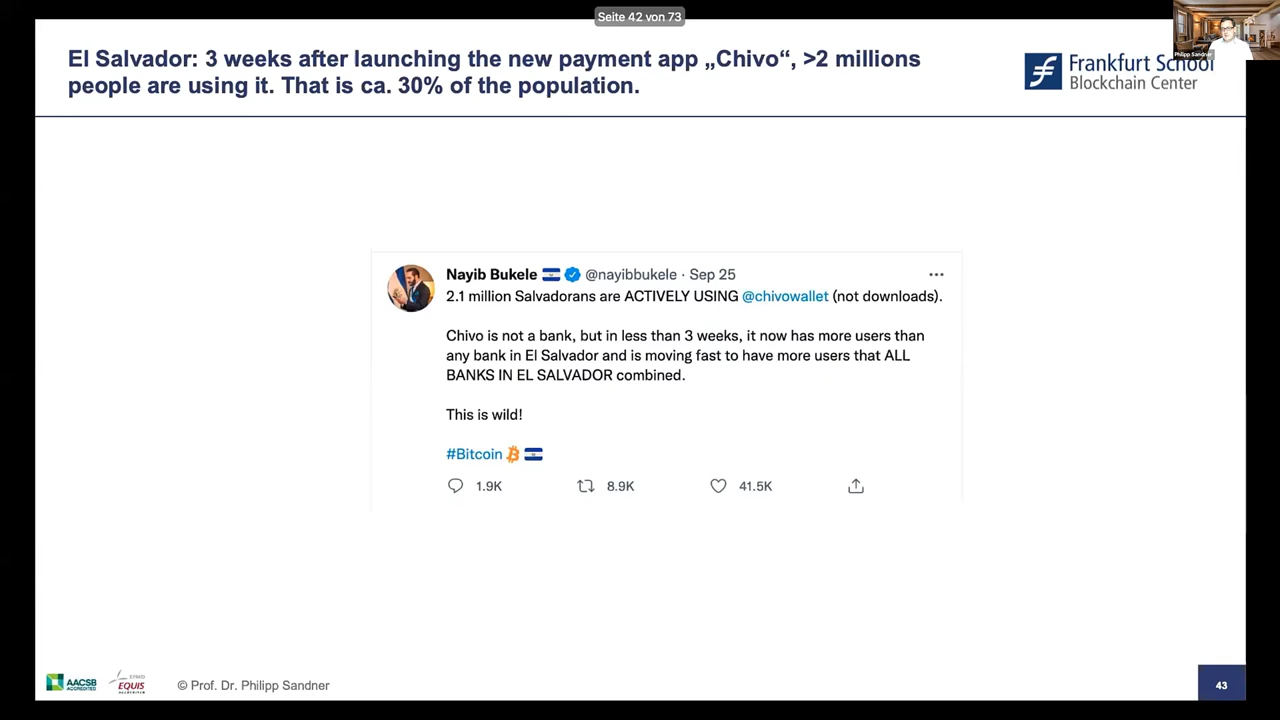 Seite 42 von 73
El Salvador: 3 weeks after launching the new payment app „Chivo“, >2 millions
people are using it. That is ca. 30% of the population.
Philipp Sandner
Frankfurt School
Blockchain Center
Nayib Bukele @nayibbukele · Sep 25
2.1 million Salvadorans are ACTIVELY USING @chivowallet (not downloads).
Chivo is not a bank, but in less than 3 weeks, it now has more users than
any bank in El Salvador and is moving fast to have more users that ALL
BANKS IN EL SALVADOR combined.
This is wild!
#Bitcoin
1.9K 8.9K 41.5K
AACSB
ACCREDITED
EFMD
EQUIS
ACCREDITED
© Prof. Dr. Philipp Sandner
43